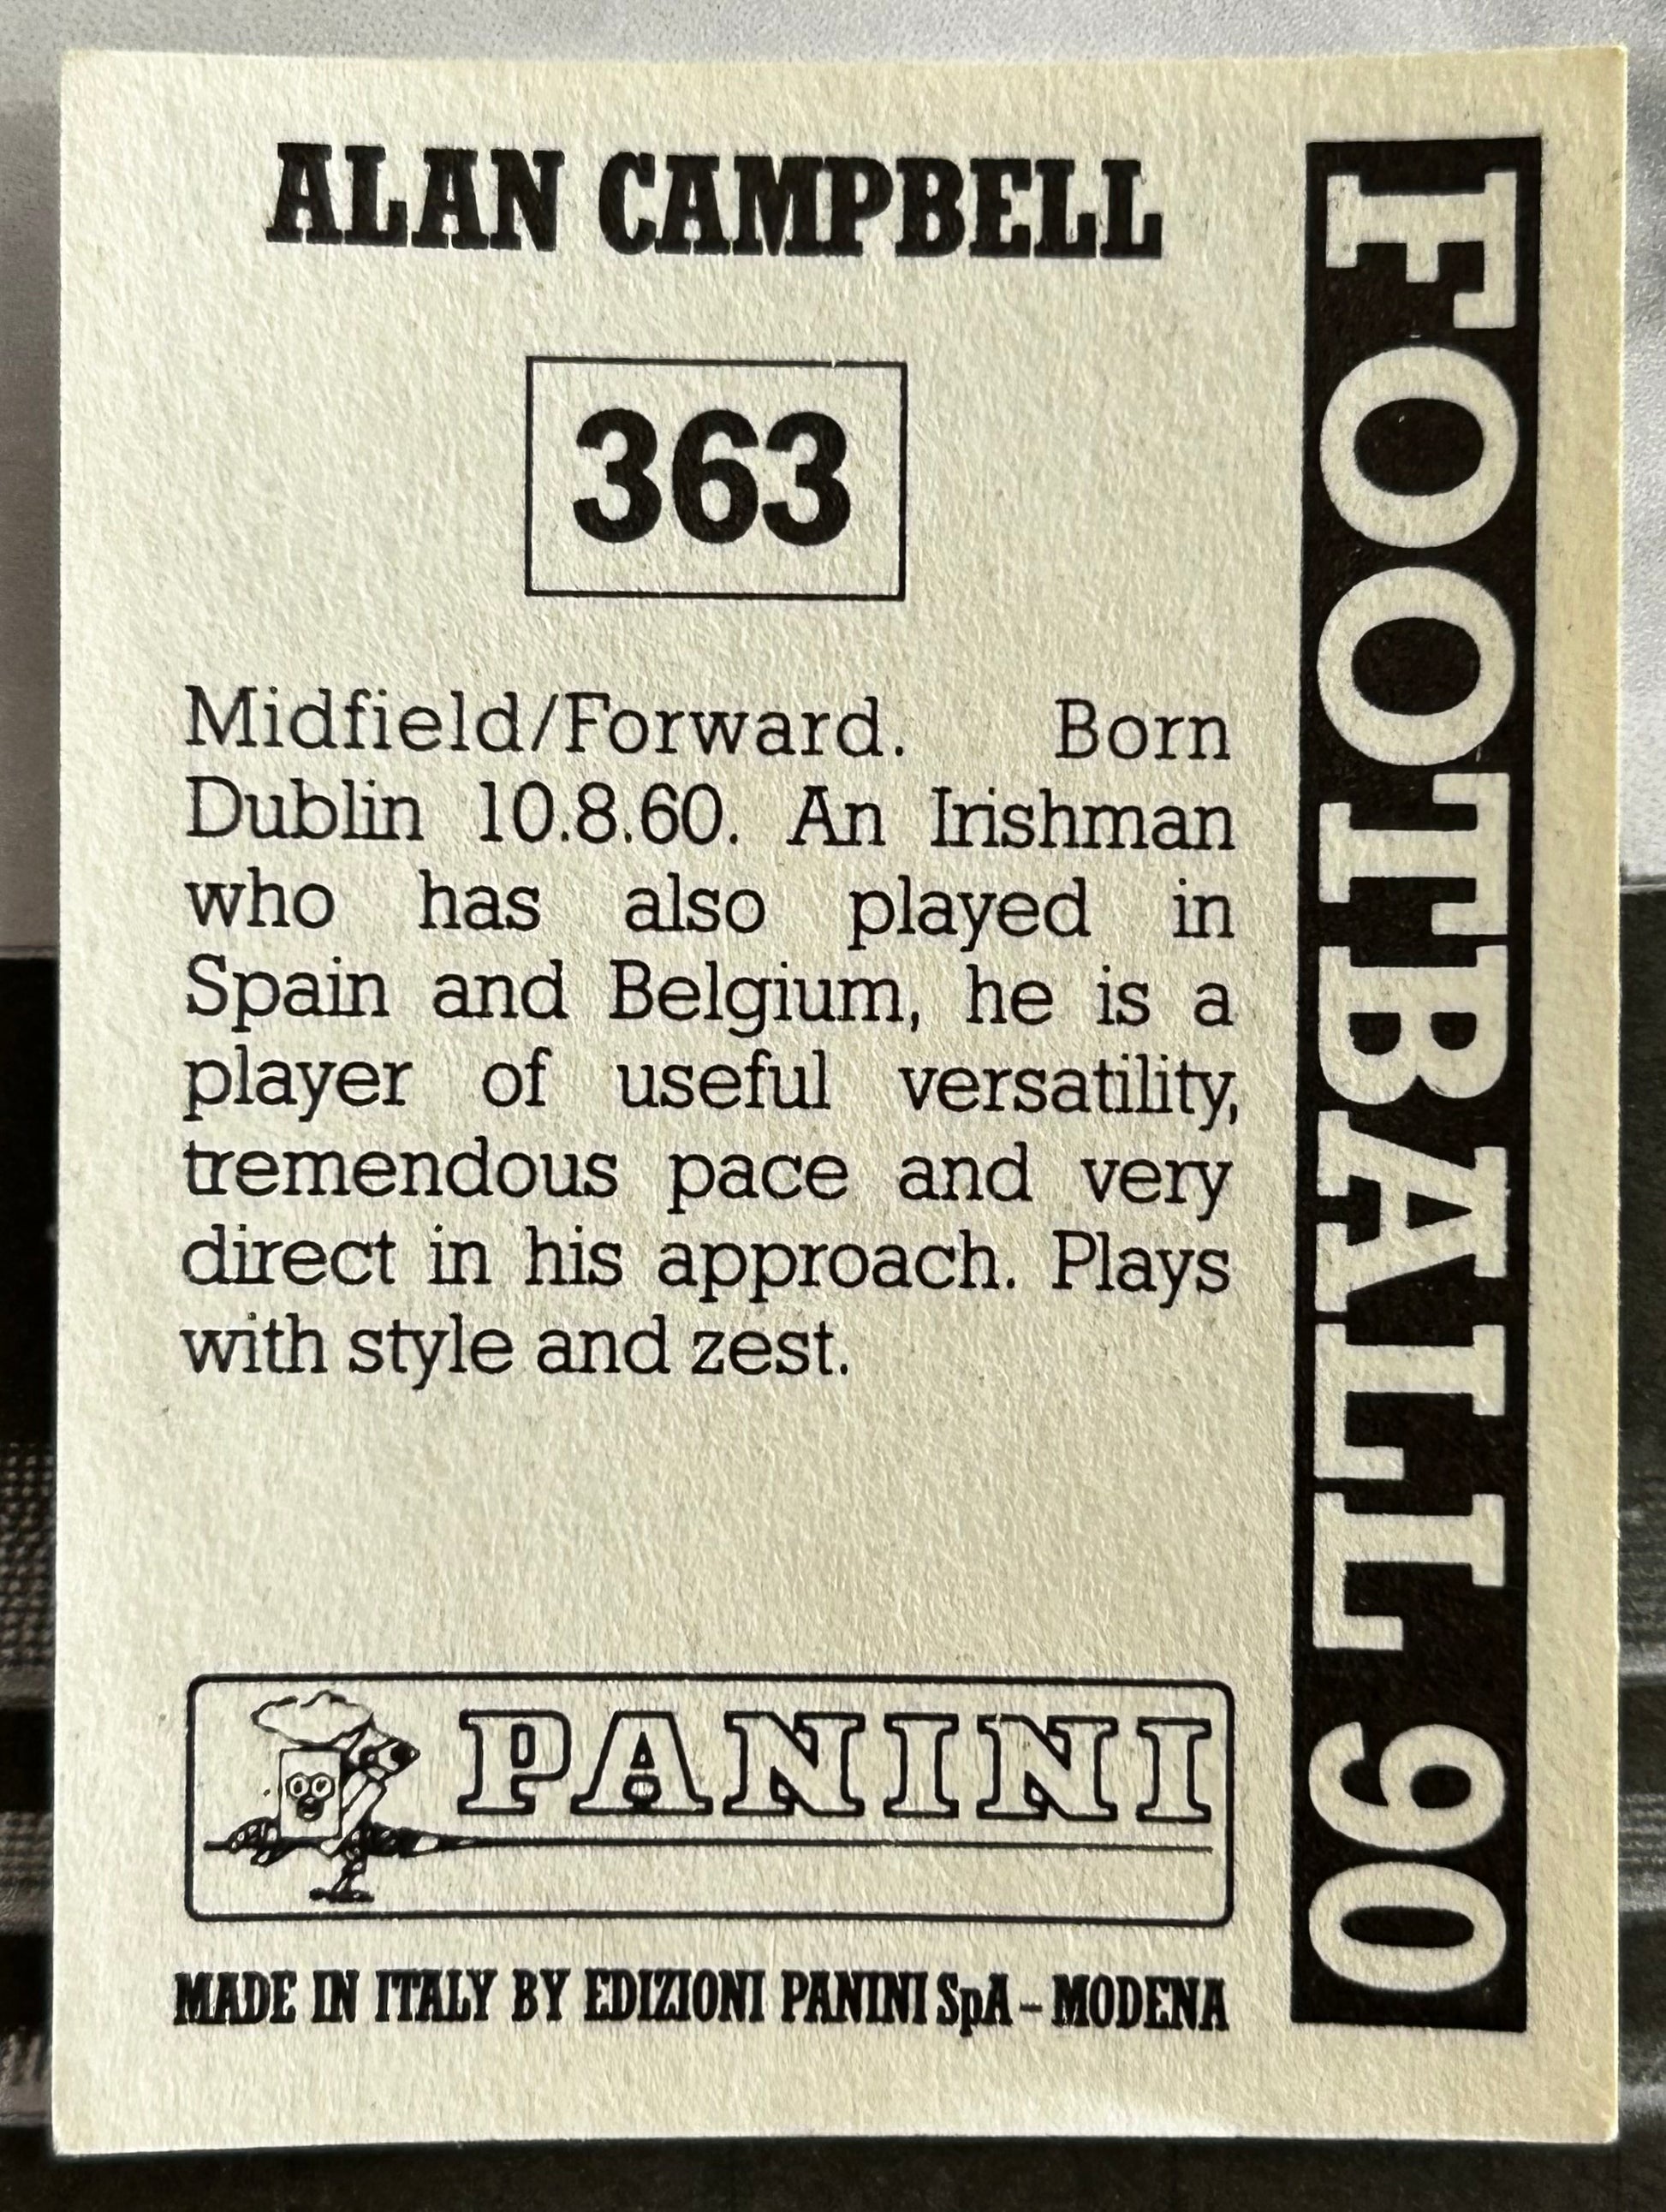 ALAN CAMPBELL
363
Midfield/Forward. Born
Dublin 10.8.60. An Irishman
who has also played in
Spain and Belgium, he is a
player of useful versatility,
tremendous pace and very
direct in his approach. Plays
with style and zest.
PANINI
MADE IN ITALY BY EDIZIONI PANINI SpA – MODENA
FOOTBALL 90